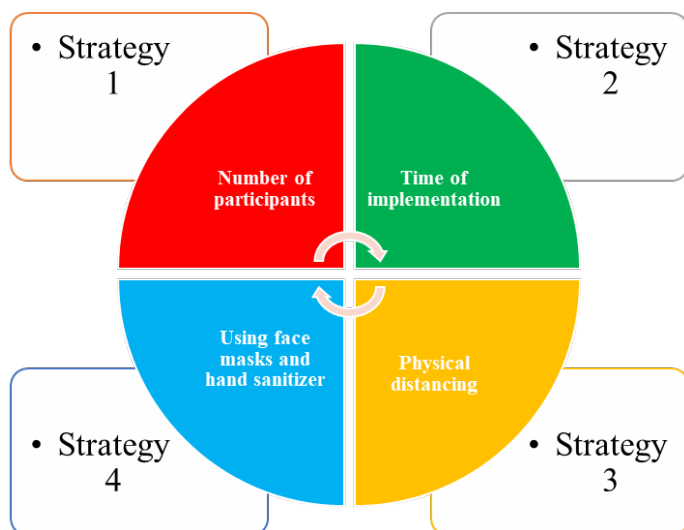 • Strategy
1
• Strategy
2
Number of
participants
Time of
implementation
Using face
masks and
hand sanitizer
Physical
distancing
• Strategy
4
• Strategy
3